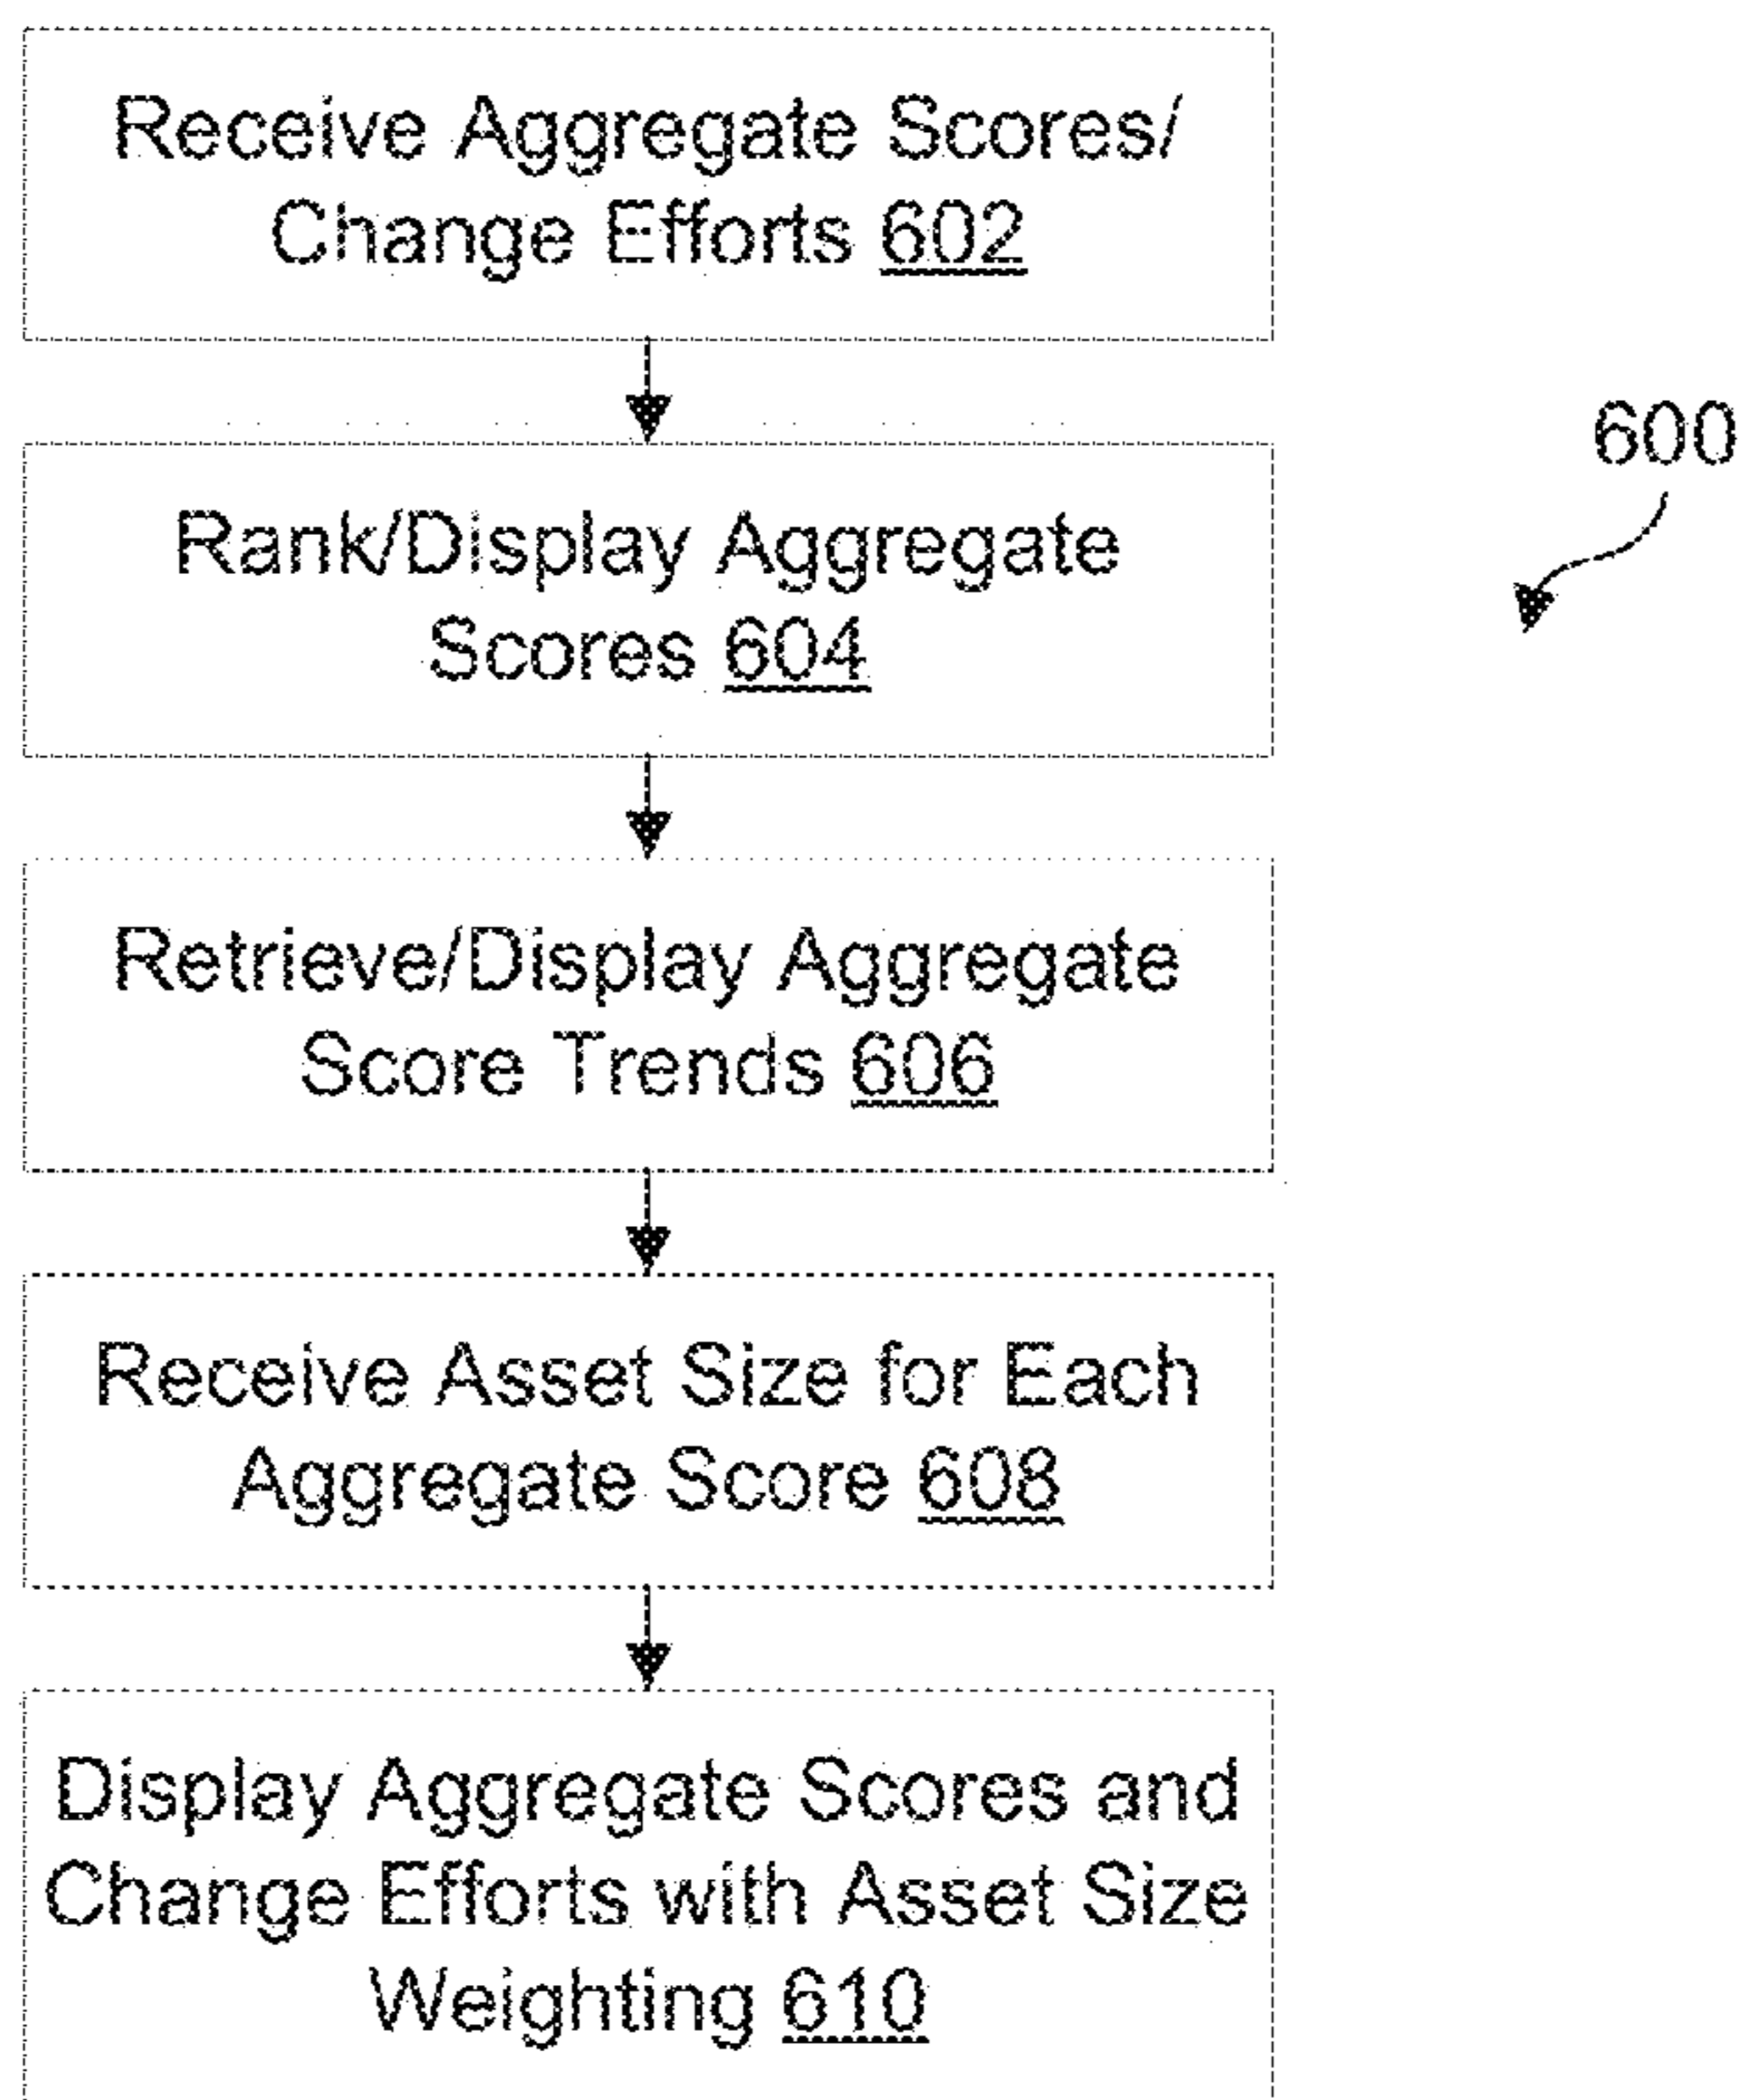 Receive Aggregate Scores/
Change Efforts 602
600
Rank/Display Aggregate
Scores 604
Retrieve/Display Aggregate
Score Trends 606
Receive Asset Size for Each
Aggregate Score 608
Display Aggregate Scores and
Change Efforts with Asset Size
Weighting 610